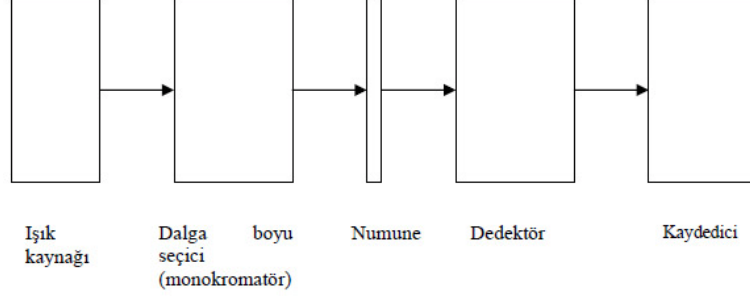 Işık
kaynağı
Dalga boyu
seçici
(monokromatör)
Numune
Dedektör
Kaydedici